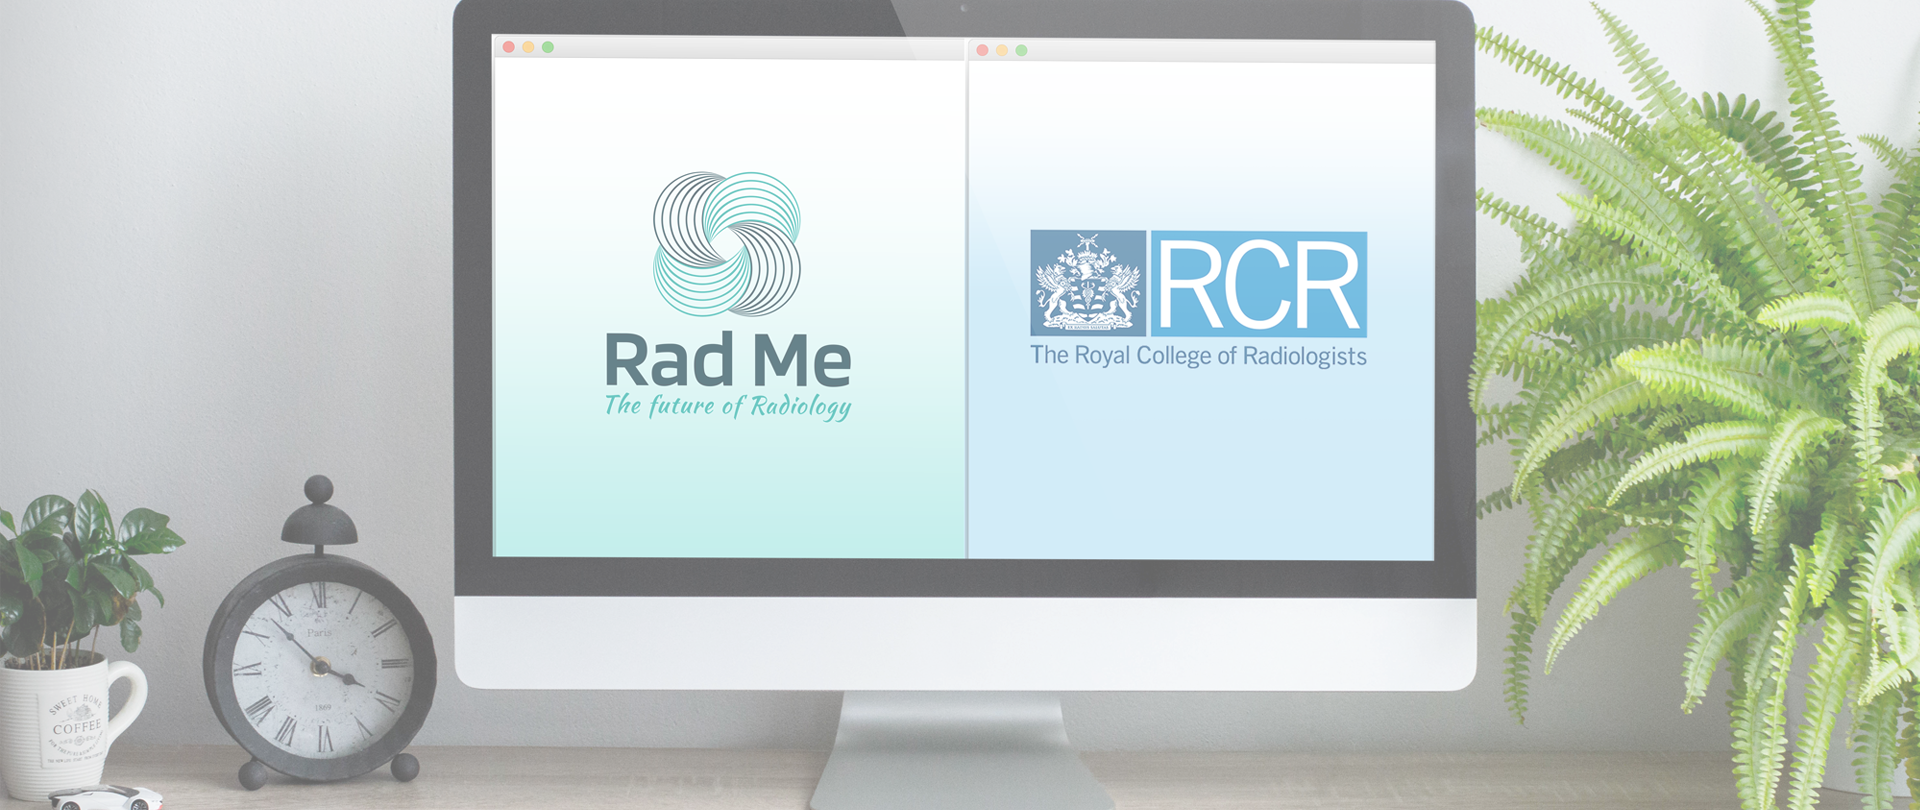 Rad Me
The future of Radiology
RCR
The Royal College of Radiologists
Paris
1889
SWEET HOME
COFFEE